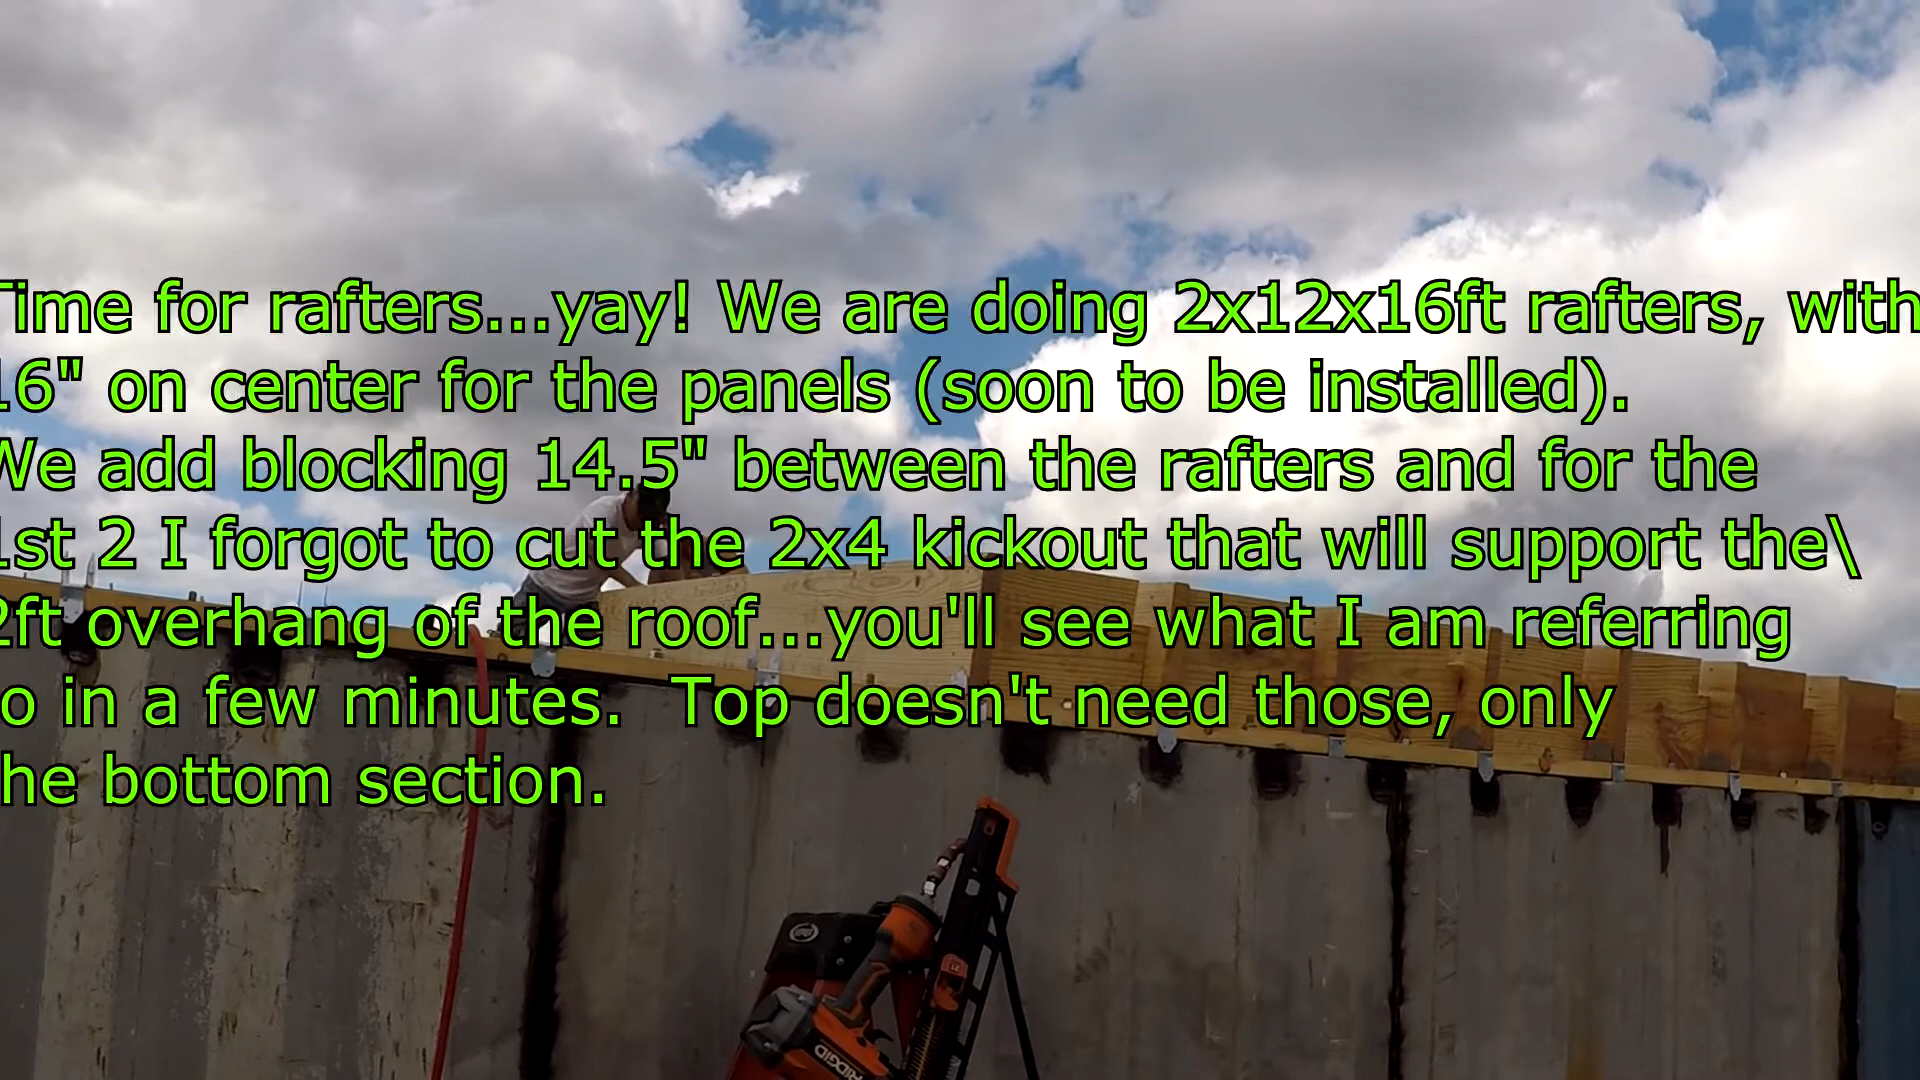 Time for rafters...yay! We are doing 2x12x16ft rafters, with
16" on center for the panels (soon to be installed).
We add blocking 14.5" between the rafters and for the
1st 2 I forgot to cut the 2x4 kickout that will support the\
2ft overhang of the roof...you'll see what I am referring
to in a few minutes.  Top doesn't need those, only
the bottom section.
RIDGID